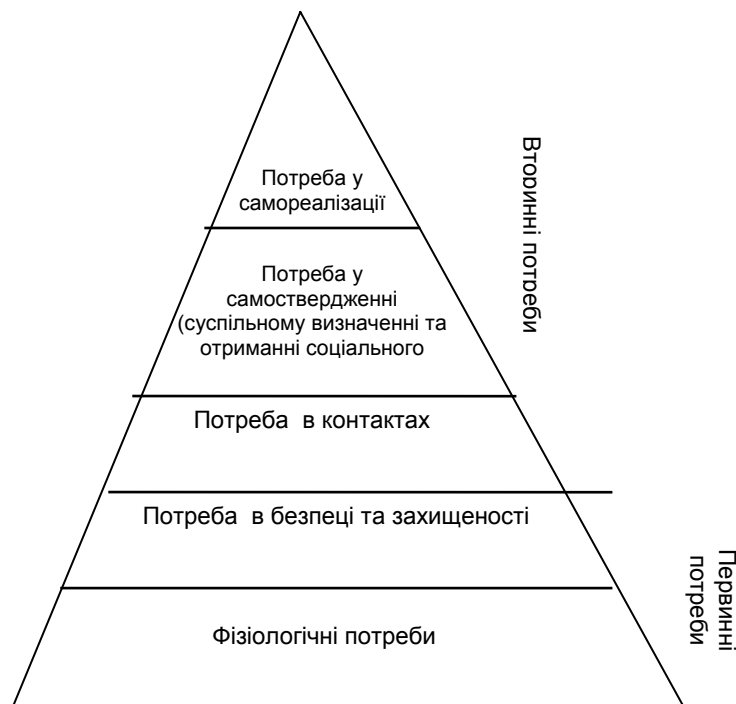 Потреба у
самореалізації
Потреба у
самоствердженні
(суспільному визначенні та
отриманні соціального
Потреба в контактах
Потреба в безпеці та захищеності
Фізіологічні потреби
Вторинні потреби
Первинні
потреби